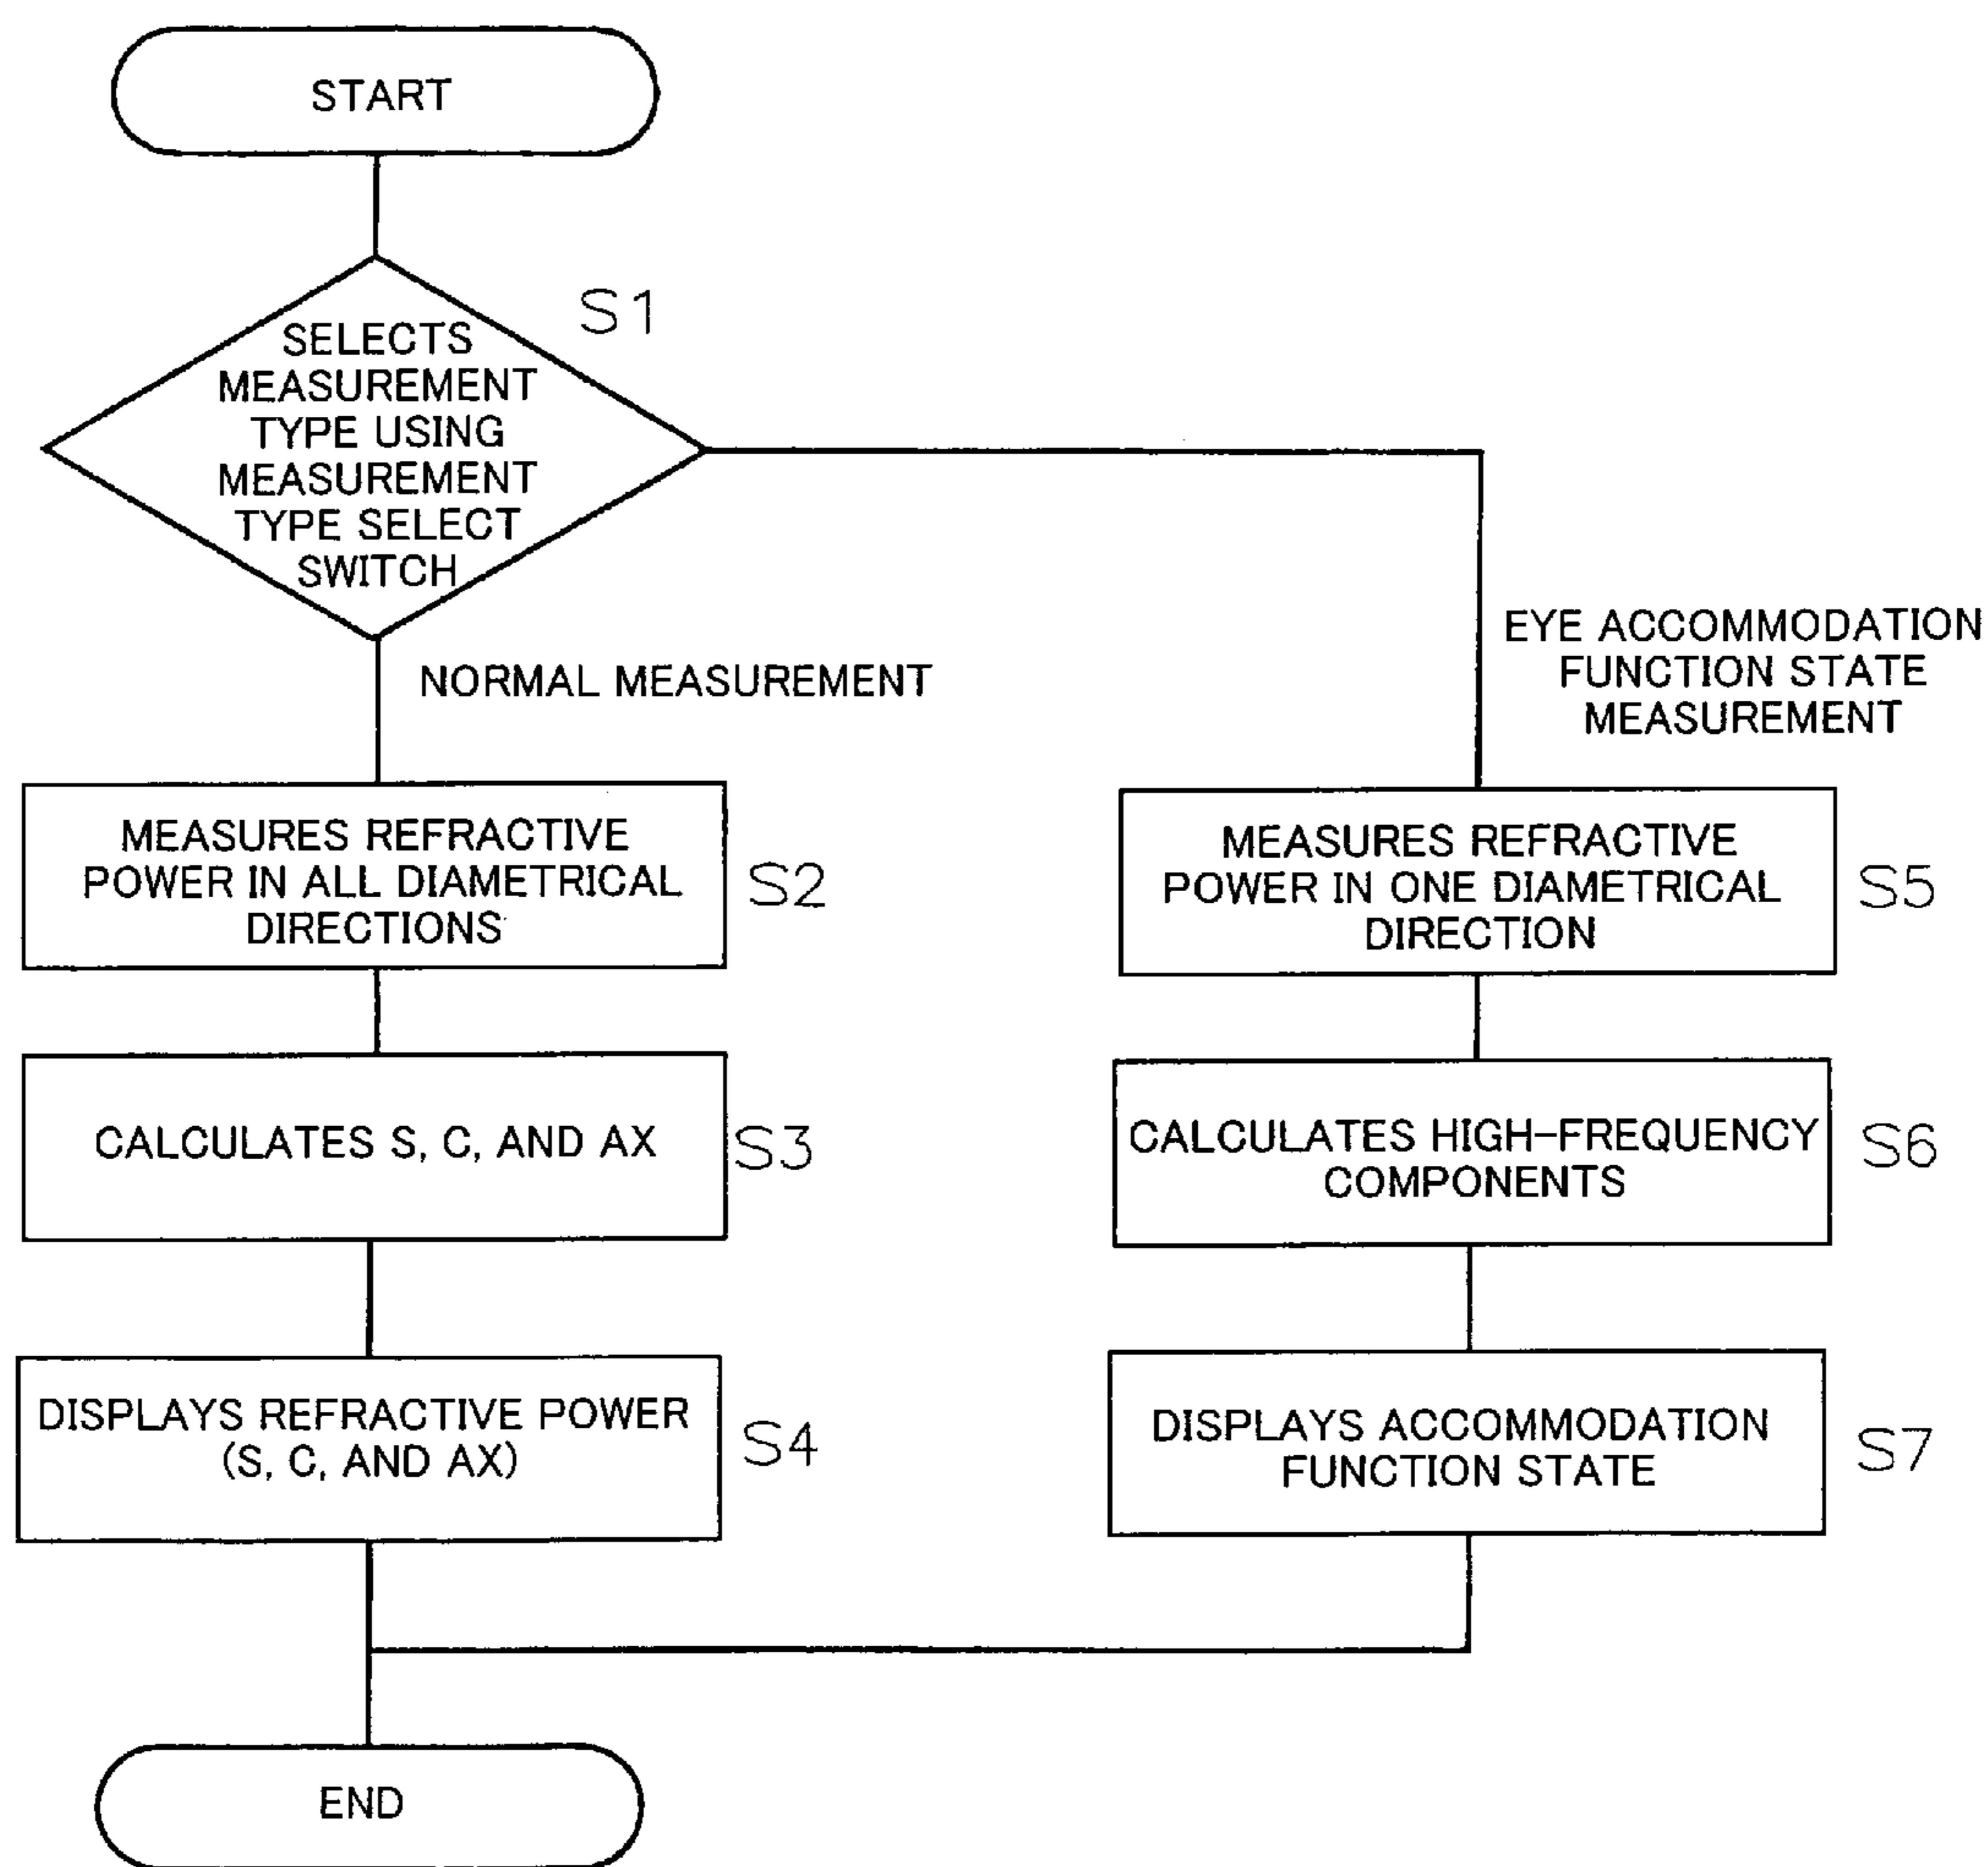 START
S1
SELECTS
MEASUREMENT
TYPE USING
MEASUREMENT
TYPE SELECT
SWITCH
NORMAL MEASUREMENT
EYE ACCOMMODATION
FUNCTION STATE
MEASUREMENT
MEASURES REFRACTIVE
POWER IN ALL DIAMETRICAL
DIRECTIONS
S2
CALCULATES S, C, AND AX
S3
DISPLAYS REFRACTIVE POWER
(S, C, AND AX)
S4
MEASURES REFRACTIVE
POWER IN ONE DIAMETRICAL
DIRECTION
S5
CALCULATES HIGH-FREQUENCY
COMPONENTS
S6
DISPLAYS ACCOMMODATION
FUNCTION STATE
S7
END